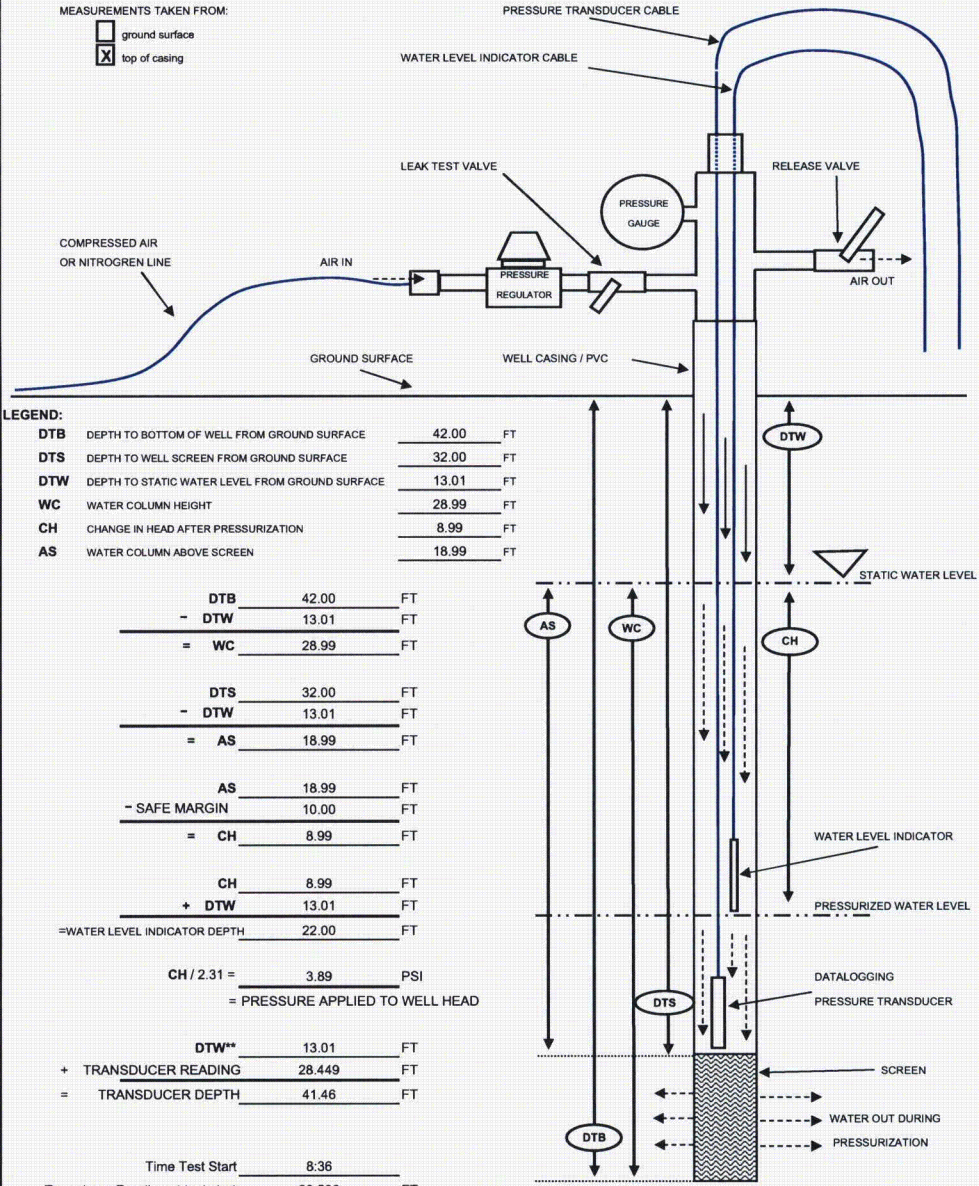 MEASUREMENTS TAKEN FROM:
ground surface
X top of casing
PRESSURE TRANSDUCER CABLE
WATER LEVEL INDICATOR CABLE
LEAK TEST VALVE
RELEASE VALVE
PRESSURE
GAUGE
COMPRESSED AIR
OR NITROGREN LINE
AIR IN
PRESSURE
REGULATOR
AIR OUT
GROUND SURFACE
WELL CASING / PVC
LEGEND:
DTB DEPTH TO BOTTOM OF WELL FROM GROUND SURFACE 42.00 FT
DTS DEPTH TO WELL SCREEN FROM GROUND SURFACE 32.00 FT
DTW DEPTH TO STATIC WATER LEVEL FROM GROUND SURFACE 13.01 FT
WC WATER COLUMN HEIGHT 28.99 FT
CH CHANGE IN HEAD AFTER PRESSURIZATION 8.99 FT
AS WATER COLUMN ABOVE SCREEN 18.99 FT
DTW
STATIC WATER LEVEL
DTB 42.00 FT
- DTW 13.01 FT
= WC 28.99 FT
AS
WC
CH
DTS 32.00 FT
- DTW 13.01 FT
= AS 18.99 FT
AS 18.99 FT
- SAFE MARGIN 10.00 FT
= CH 8.99 FT
WATER LEVEL INDICATOR
CH 8.99 FT
+ DTW 13.01 FT
=WATER LEVEL INDICATOR DEPTH 22.00 FT
PRESSURIZED WATER LEVEL
CH / 2.31 = 3.89 PSI
= PRESSURE APPLIED TO WELL HEAD
DATALOGGING
PRESSURE TRANSDUCER
DTS
DTW** 13.01 FT
+ TRANSDUCER READING 28.449 FT
= TRANSDUCER DEPTH 41.46 FT
SCREEN
WATER OUT DURING
PRESSURIZATION
DTB
Time Test Start 8:36